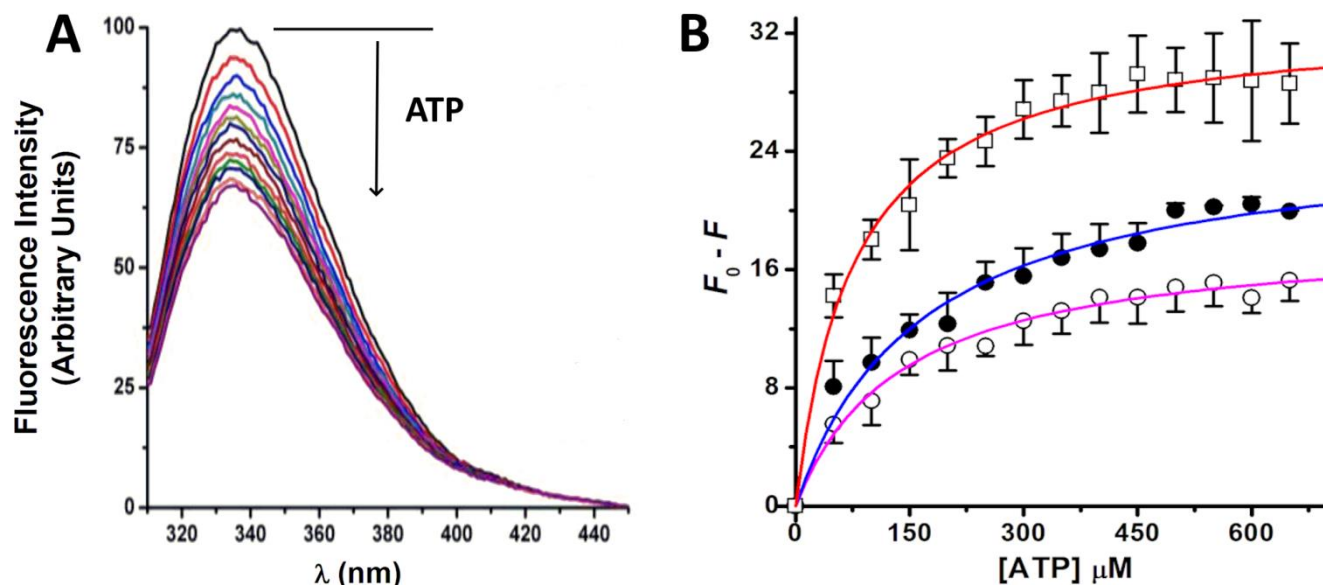 A
100
75
50
25
0
Fluorescence Intensity
(Arbitrary Units)
ATP
320 340 360 380 400 420 440
λ (nm)
B
32
24
16
8
0
F₀ - F
0 150 300 450 600
[ATP] μM